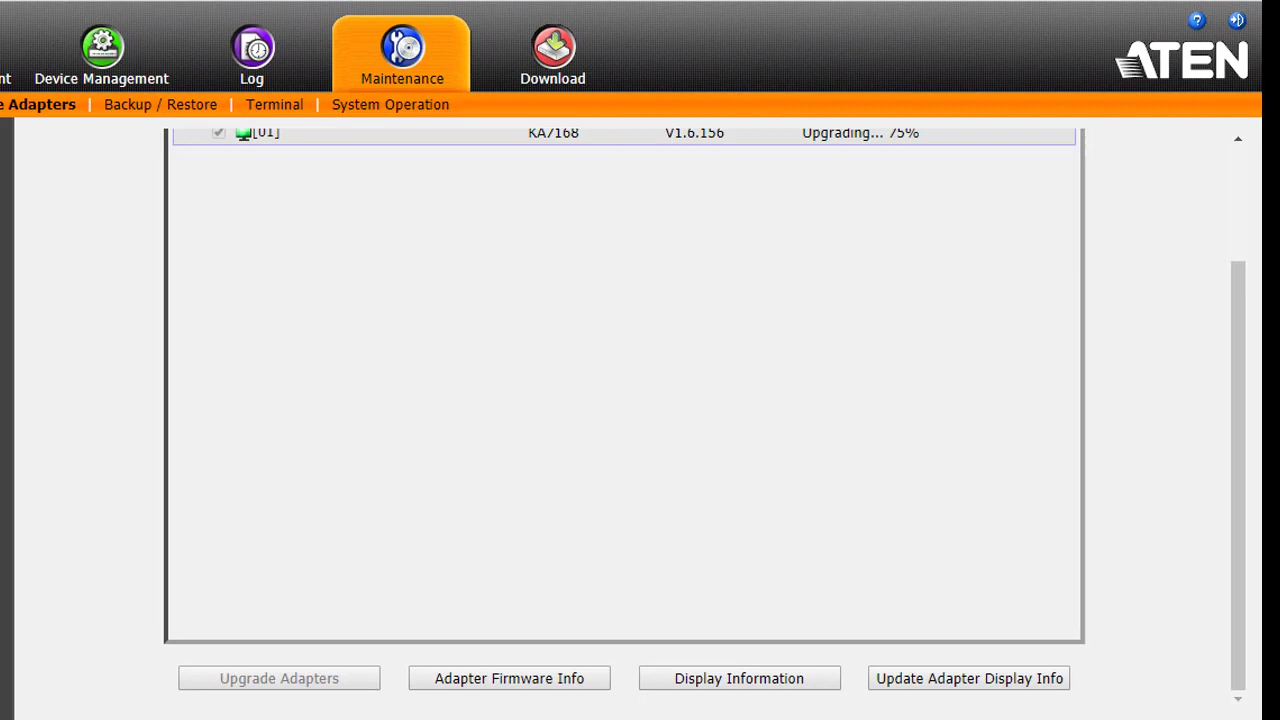 ATEN
nt Device Management Log Maintenance Download
e Adapters | Backup / Restore | Terminal | System Operation
[01] KA7168 V1.6.156 Upgrading... 75%
Upgrade Adapters Adapter Firmware Info Display Information Update Adapter Display Info